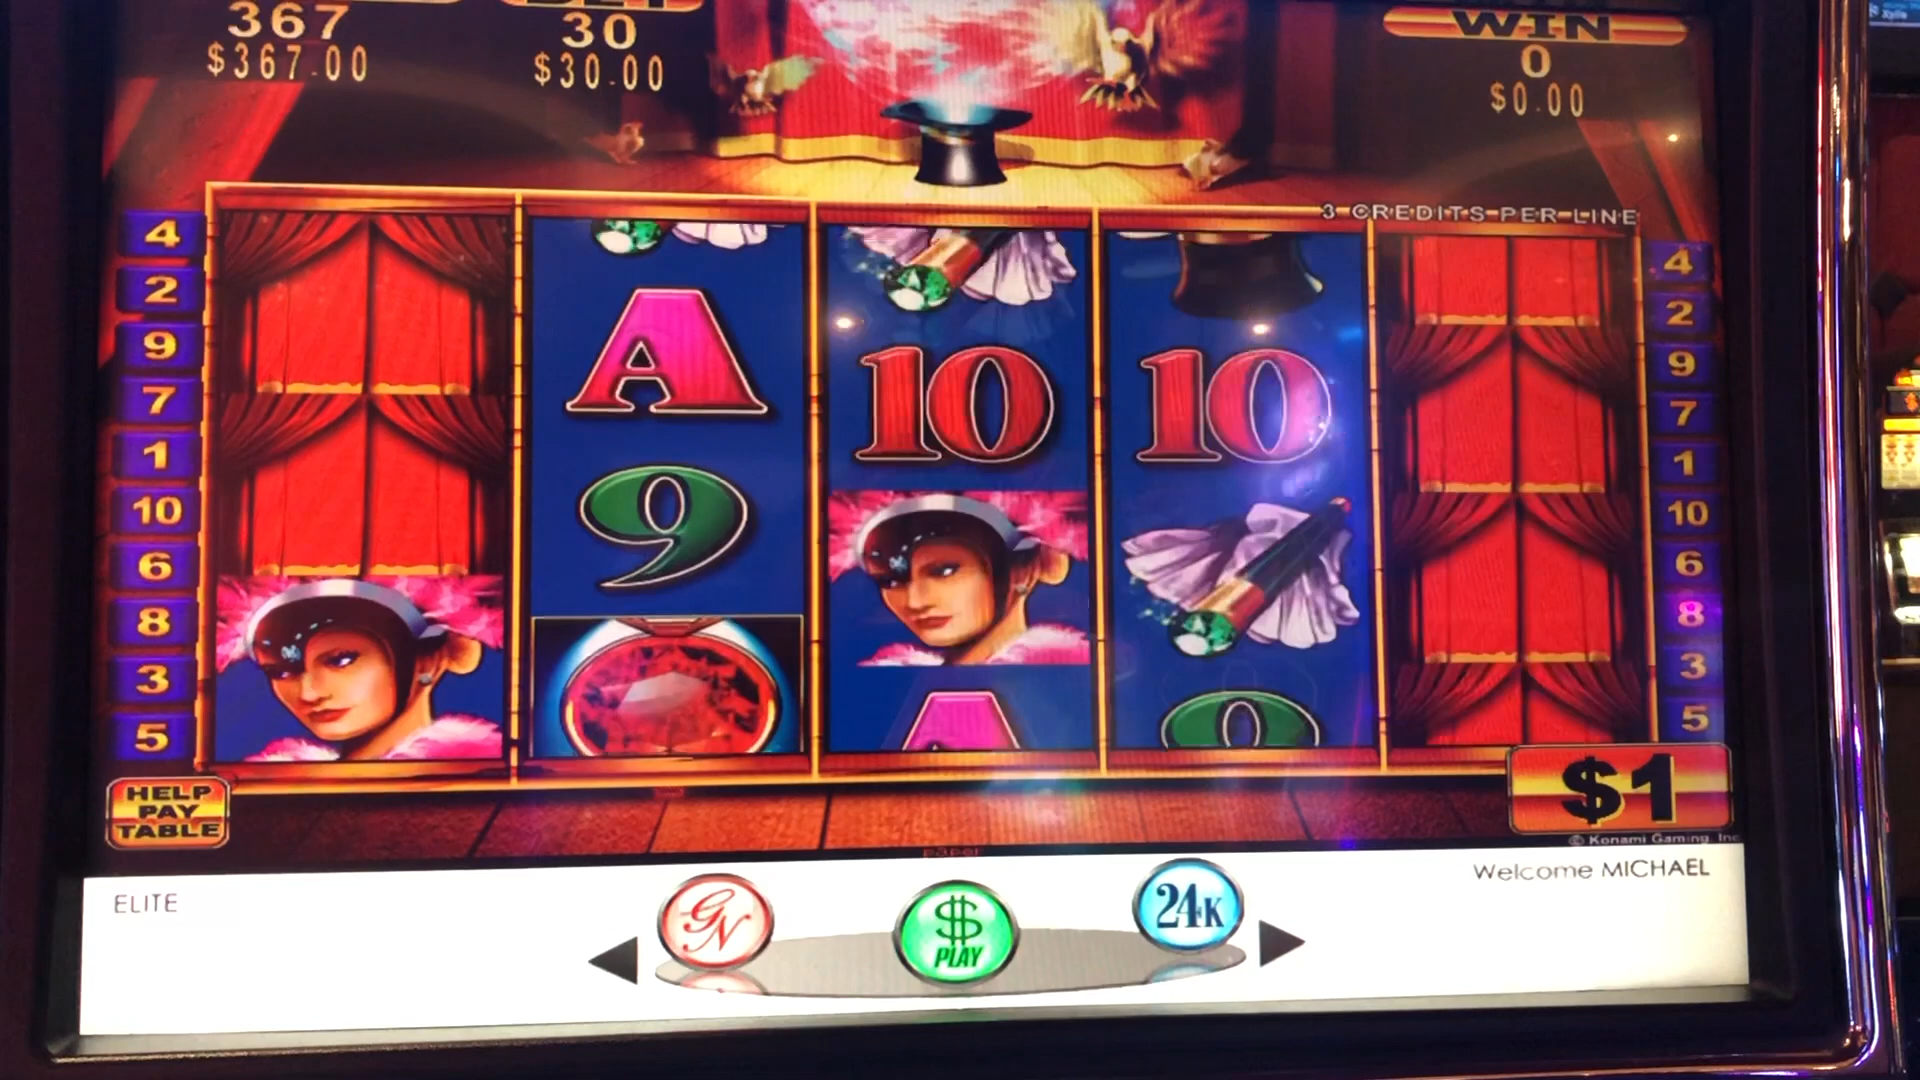 367
$367.00
BET
30
$30.00
WIN
0
$0.00
3 CREDITS PER LINE
4
2
9
7
1
10
6
8
3
5
A
9
10
A
10
9
4
2
9
7
1
10
6
8
3
5
HELP
PAY
TABLE
$1
© Konami Gaming, Inc
ELITE
Welcome MICHAEL
GN
$
PLAY
24K